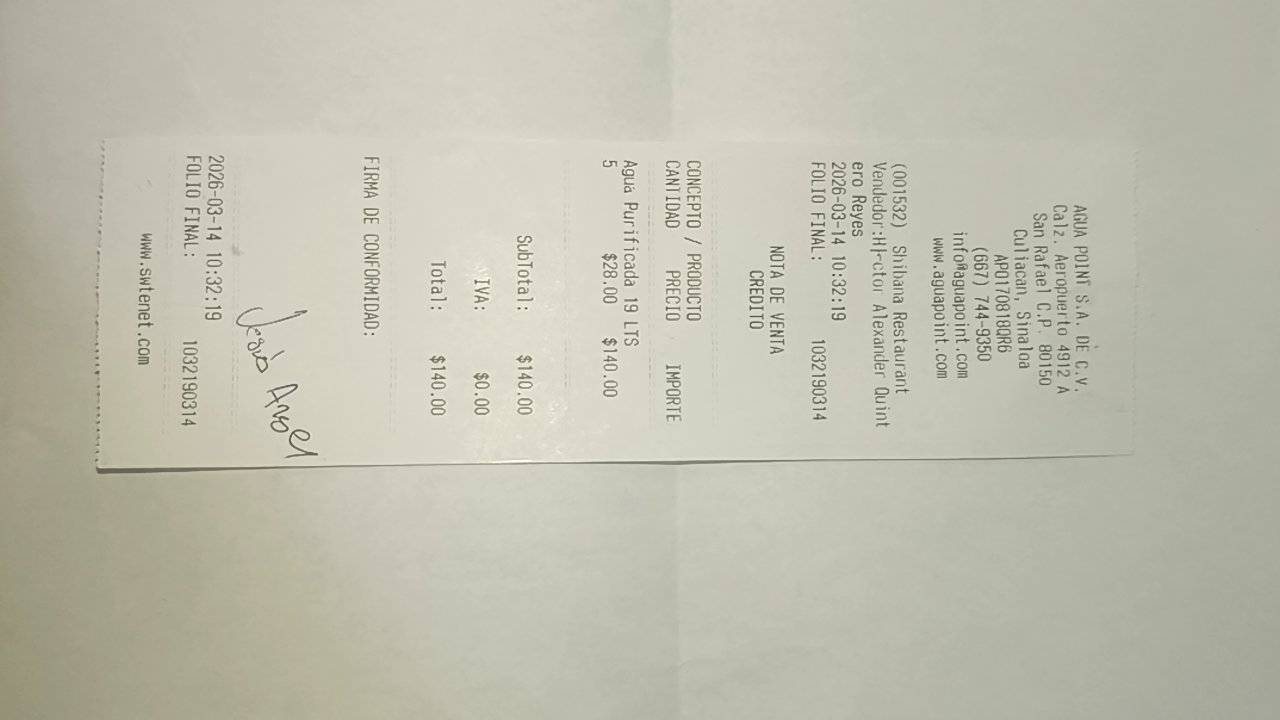 AGUA POINT S.A. DE C.V.
Calz. Aeropuerto 4912 A
San Rafael C.P. 80150
Culiacan, Sinaloa
APO170818QR6
(667) 744-9350
info@aguapoint.com
www.aguapoint.com
(001532) Shibana Restaurant
Vendedor:H├-ctor Alexander Quint
ero Reyes
2026-03-14 10:32:19
FOLIO FINAL: 1032190314
NOTA DE VENTA
CREDITO
CONCEPTO / PRODUCTO
CANTIDAD PRECIO IMPORTE
Agua Purificada 19 LTS
5 $28.00 $140.00
SubTotal: $140.00
IVA: $0.00
Total: $140.00
FIRMA DE CONFORMIDAD:
Jesús Angel
2026-03-14 10:32:19
FOLIO FINAL: 1032190314
www.swtenet.com